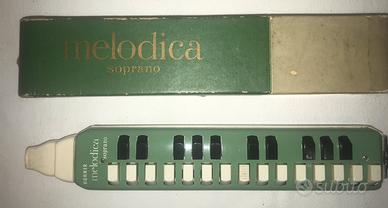 melodica
soprano
HOHNER
melodica
soprano
subito